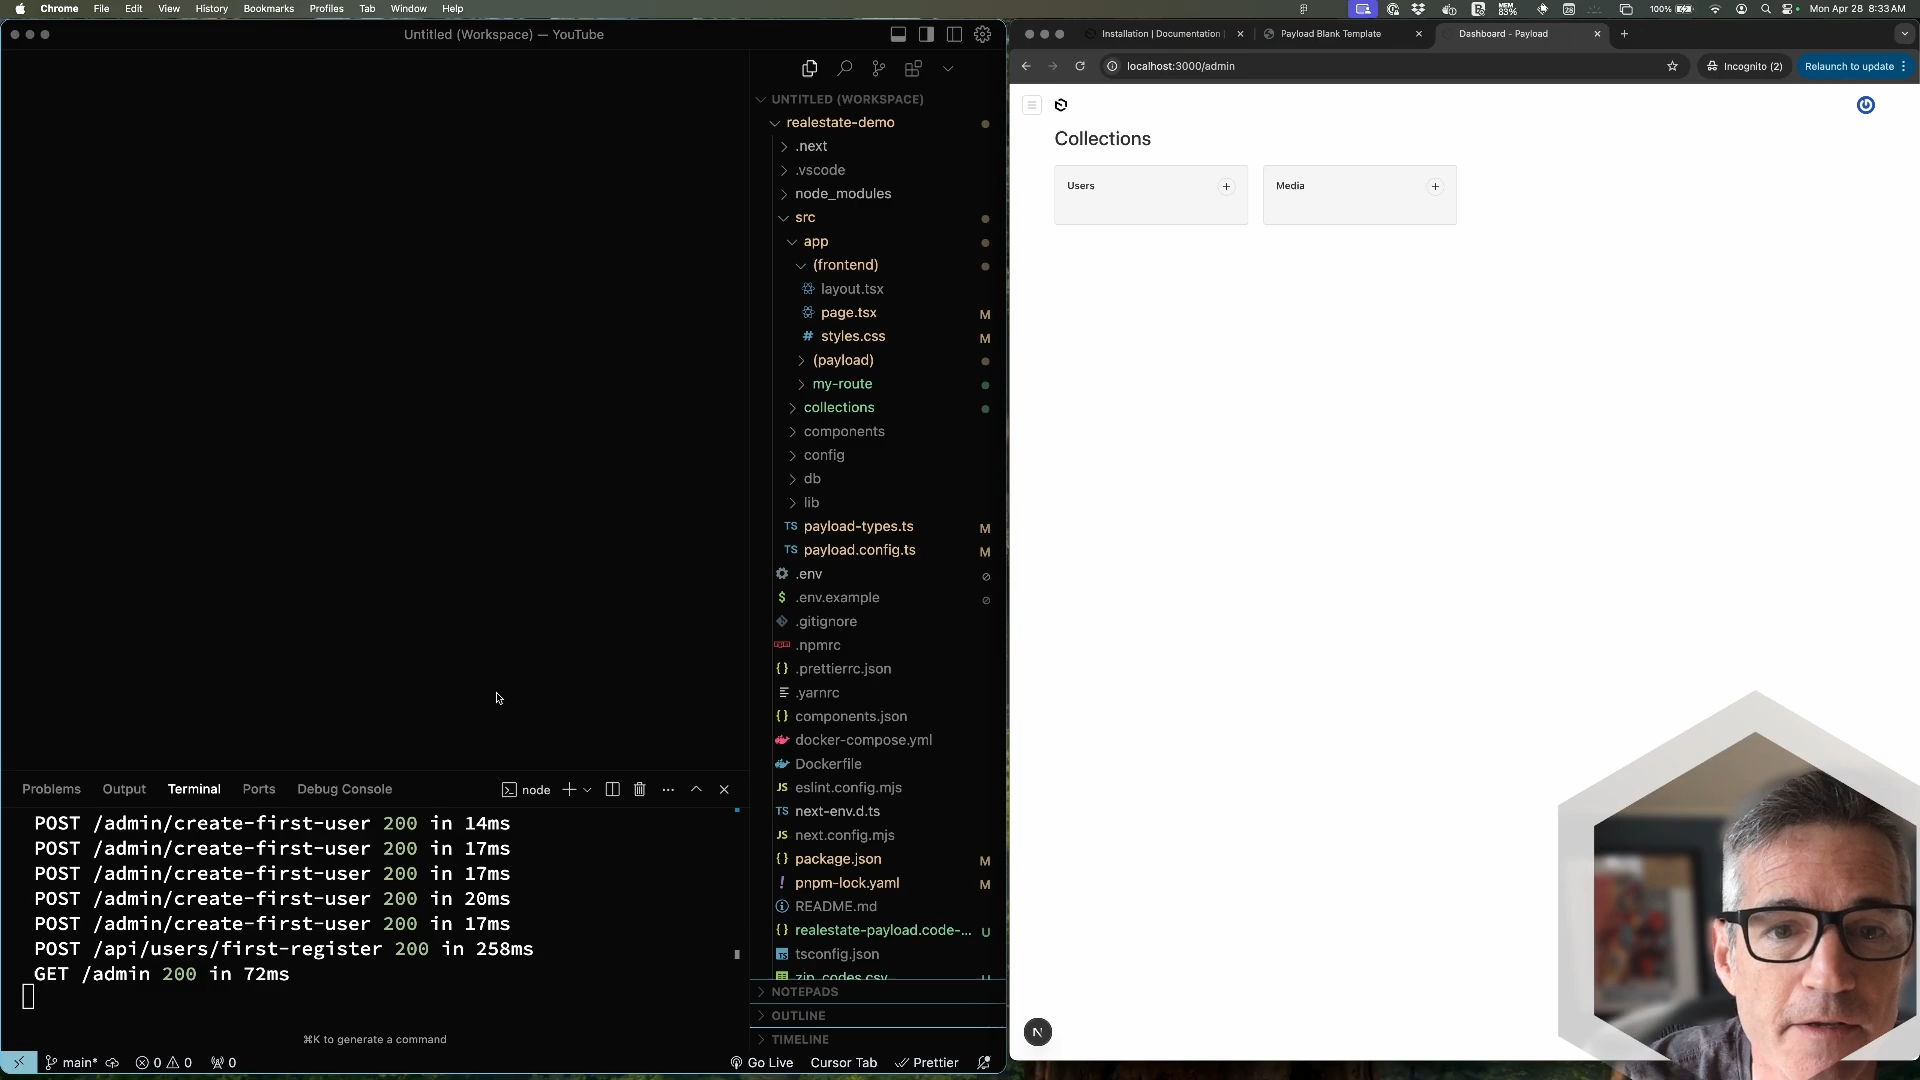 Chrome File Edit View History Bookmarks Profiles Tab Window Help
MEM 83%
100%
Mon Apr 28 8:33 AM
Untitled (Workspace) — YouTube
UNTITLED (WORKSPACE)
realestate-demo
.next
.vscode
node_modules
src
app
(frontend)
layout.tsx
page.tsx M
# styles.css M
(payload)
my-route
collections
components
config
db
lib
TS payload-types.ts M
TS payload.config.ts M
.env
$ .env.example
.gitignore
.npmrc
{} .prettierrc.json
.yarnrc
{} components.json
docker-compose.yml
Dockerfile
JS eslint.config.mjs
TS next-env.d.ts
JS next.config.mjs
{} package.json M
! pnpm-lock.yaml M
README.md
{} realestate-payload.code-... U
tsconfig.json
zip_codes.csv U
NOTEPADS
OUTLINE
TIMELINE
Problems Output Terminal Ports Debug Console
node
POST /admin/create-first-user 200 in 14ms
POST /admin/create-first-user 200 in 17ms
POST /admin/create-first-user 200 in 17ms
POST /admin/create-first-user 200 in 20ms
POST /admin/create-first-user 200 in 17ms
POST /api/users/first-register 200 in 258ms
GET /admin 200 in 72ms
⌘K to generate a command
main* 0 0 0
Go Live Cursor Tab Prettier
Installation | Documentation
Payload Blank Template
Dashboard - Payload
localhost:3000/admin
Incognito (2)
Relaunch to update
Collections
Users +
Media +
N